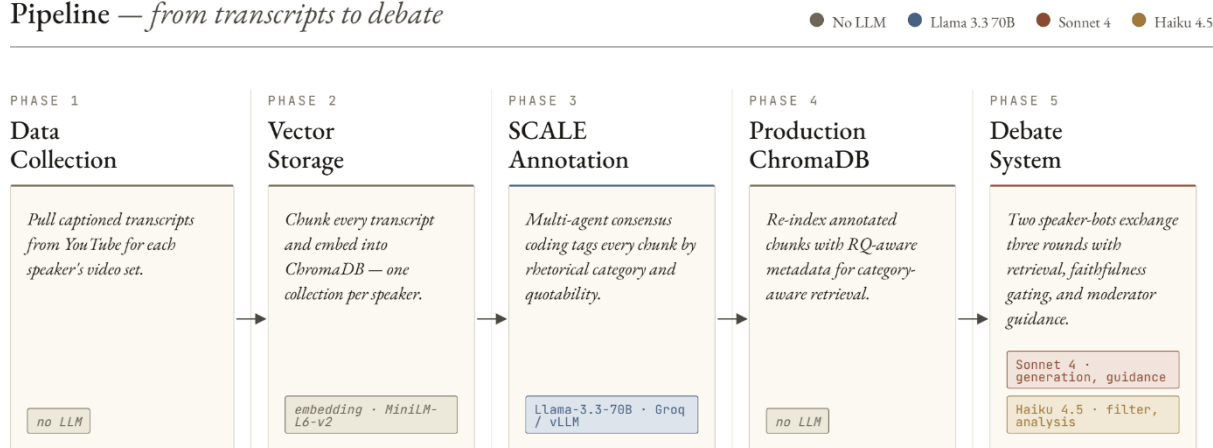 Pipeline — from transcripts to debate
No LLM
Llama 3.3 70B
Sonnet 4
Haiku 4.5
PHASE 1
Data
Collection
Pull captioned transcripts
from YouTube for each
speaker's video set.
no LLM
PHASE 2
Vector
Storage
Chunk every transcript
and embed into
ChromaDB — one
collection per speaker.
embedding · MiniLM-
L6-v2
PHASE 3
SCALE
Annotation
Multi-agent consensus
coding tags every chunk by
rhetorical category and
quotability.
Llama-3.3-70B · Groq
/ vLLM
PHASE 4
Production
ChromaDB
Re-index annotated
chunks with RQ-aware
metadata for category-
aware retrieval.
no LLM
PHASE 5
Debate
System
Two speaker-bots exchange
three rounds with
retrieval, faithfulness
gating, and moderator
guidance.
Sonnet 4 ·
generation, guidance
Haiku 4.5 · filter,
analysis